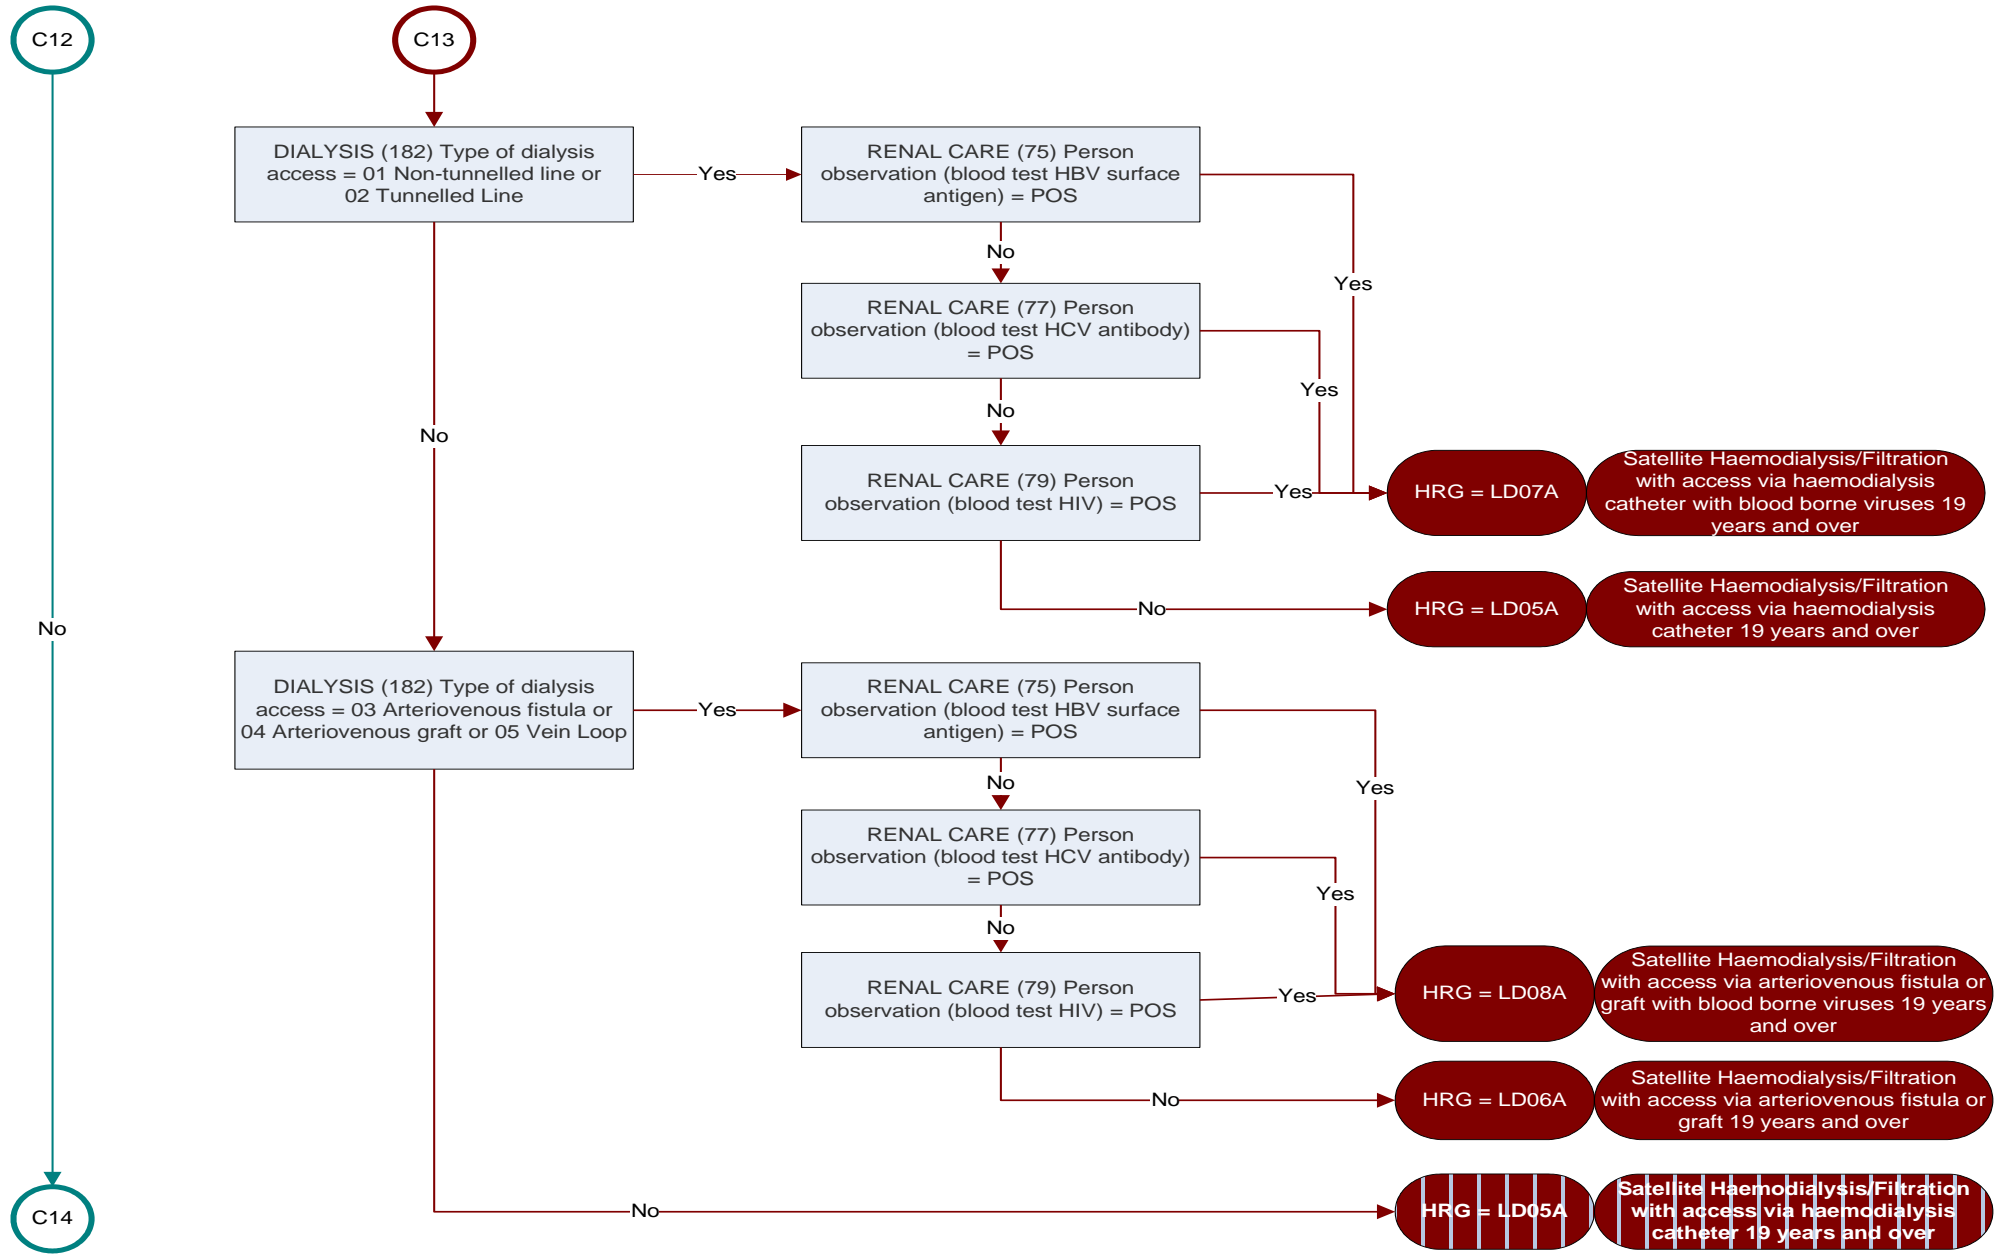 C12
C13
DIALYSIS (182) Type of dialysis
access = 01 Non-tunnelled line or
02 Tunnelled Line
Yes
RENAL CARE (75) Person
observation (blood test HBV surface
antigen) = POS
No
Yes
RENAL CARE (77) Person
observation (blood test HCV antibody)
= POS
Yes
No
No
RENAL CARE (79) Person
observation (blood test HIV) = POS
Yes
HRG = LD07A
Satellite Haemodialysis/Filtration
with access via haemodialysis
catheter with blood borne viruses 19
years and over
No
HRG = LD05A
Satellite Haemodialysis/Filtration
with access via haemodialysis
catheter 19 years and over
No
DIALYSIS (182) Type of dialysis
access = 03 Arteriovenous fistula or
04 Arteriovenous graft or 05 Vein Loop
Yes
RENAL CARE (75) Person
observation (blood test HBV surface
antigen) = POS
No
Yes
RENAL CARE (77) Person
observation (blood test HCV antibody)
= POS
Yes
No
RENAL CARE (79) Person
observation (blood test HIV) = POS
Yes
HRG = LD08A
Satellite Haemodialysis/Filtration
with access via arteriovenous fistula or
graft with blood borne viruses 19 years
and over
No
HRG = LD06A
Satellite Haemodialysis/Filtration
with access via arteriovenous fistula or
graft 19 years and over
C14
No
HRG = LD05A
Satellite Haemodialysis/Filtration
with access via haemodialysis
catheter 19 years and over